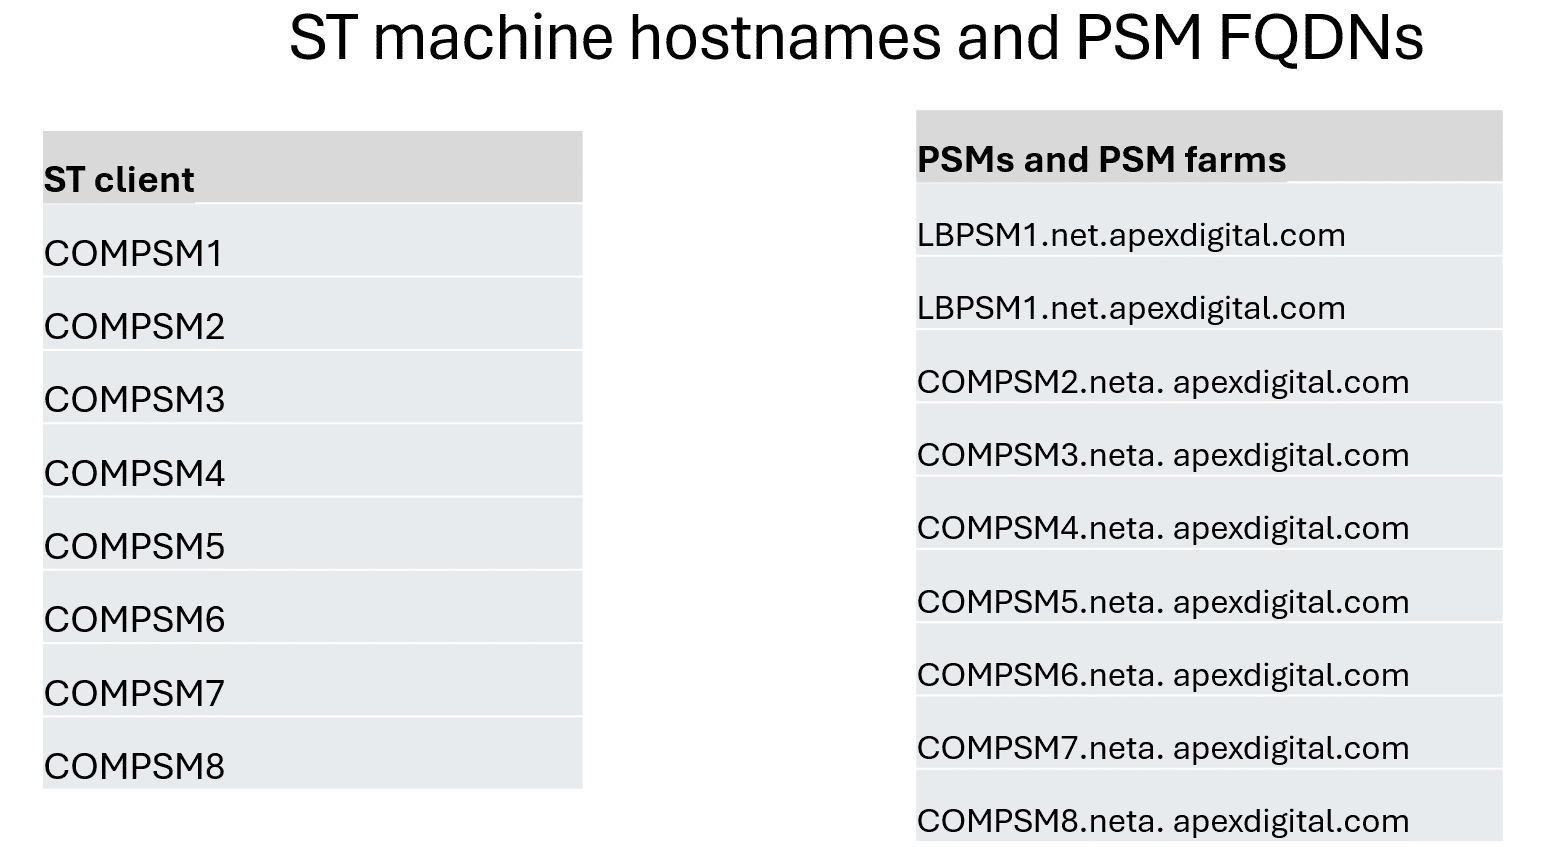 ST machine hostnames and PSM FQDNs
ST client
COMPSM1
COMPSM2
COMPSM3
COMPSM4
COMPSM5
COMPSM6
COMPSM7
COMPSM8
PSMs and PSM farms
LBPSM1.net.apexdigital.com
LBPSM1.net.apexdigital.com
COMPSM2.neta. apexdigital.com
COMPSM3.neta. apexdigital.com
COMPSM4.neta. apexdigital.com
COMPSM5.neta. apexdigital.com
COMPSM6.neta. apexdigital.com
COMPSM7.neta. apexdigital.com
COMPSM8.neta. apexdigital.com